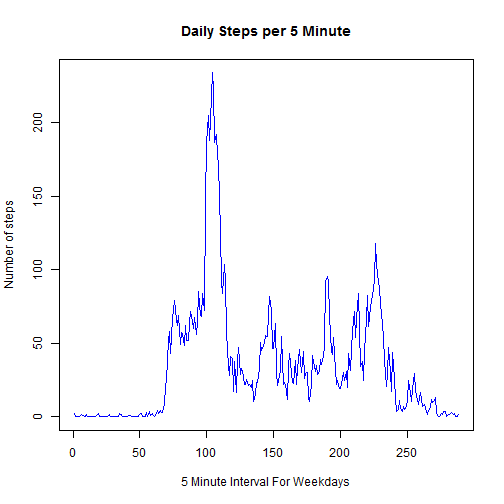 Daily Steps per 5 Minute
Number of steps
200
150
100
50
0
0 50 100 150 200 250
5 Minute Interval For Weekdays